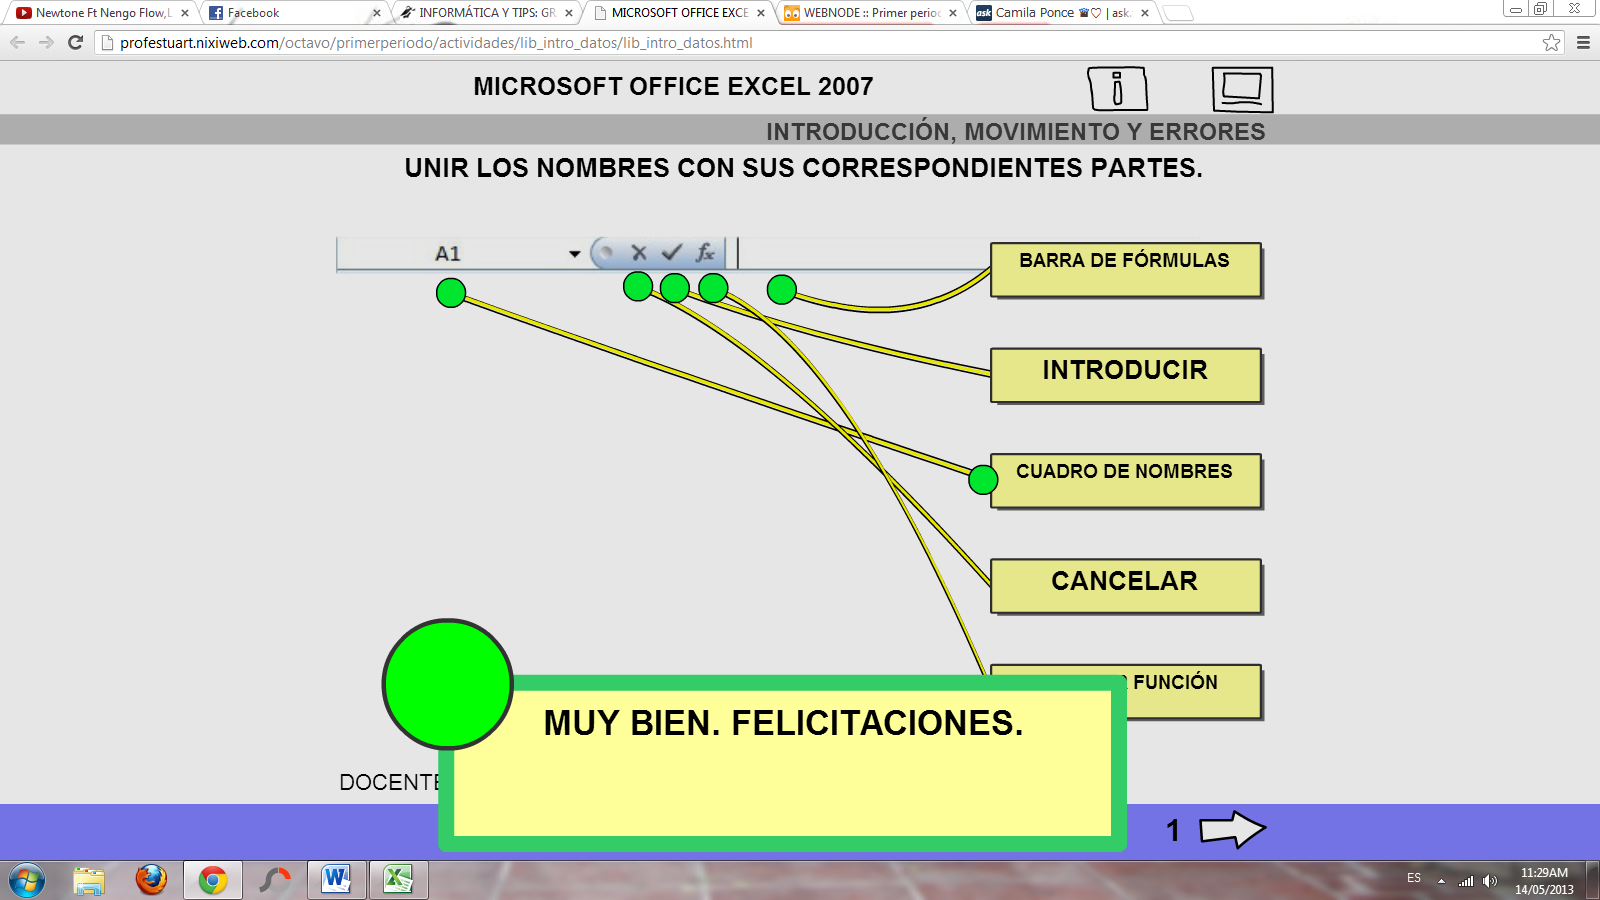 Newtone Ft Nengo Flow,L
Facebook
INFORMÁTICA Y TIPS: GR
MICROSOFT OFFICE EXCE
WEBNODE :: Primer period
ask Camila Ponce ♛♡ | ask.
profestuart.nixiweb.com/octavo/primerperiodo/actividades/lib_intro_datos/lib_intro_datos.html
MICROSOFT OFFICE EXCEL 2007
i
INTRODUCCIÓN, MOVIMIENTO Y ERRORES
UNIR LOS NOMBRES CON SUS CORRESPONDIENTES PARTES.
A1
fx
BARRA DE FÓRMULAS
INTRODUCIR
CUADRO DE NOMBRES
CANCELAR
FUNCIÓN
MUY BIEN. FELICITACIONES.
DOCENTE
1
ES
11:29AM
14/05/2013